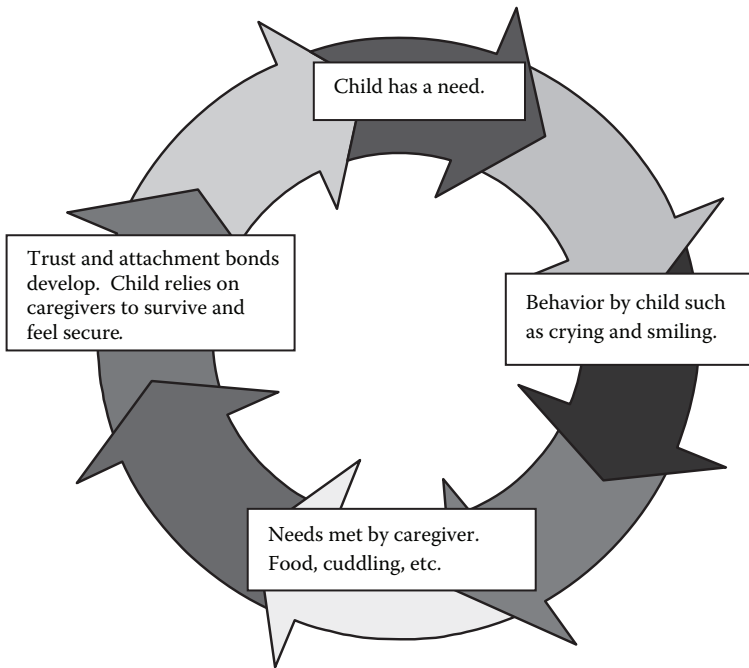 Child has a need.
Behavior by child such
as crying and smiling.
Needs met by caregiver.
Food, cuddling, etc.
Trust and attachment bonds
develop.  Child relies on
caregivers to survive and
feel secure.